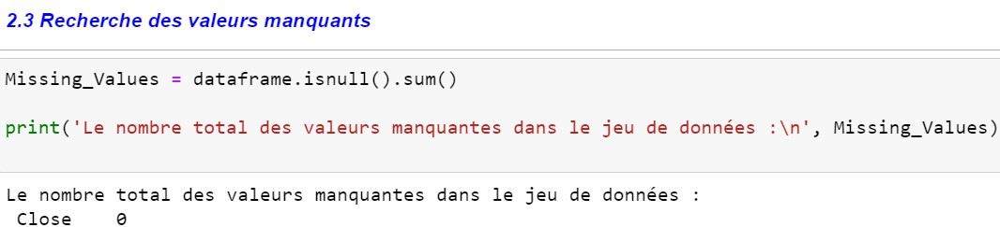 2.3 Recherche des valeurs manquants
Missing_Values = dataframe.isnull().sum()
print('Le nombre total des valeurs manquantes dans le jeu de données :\n', Missing_Values)
Le nombre total des valeurs manquantes dans le jeu de données :
Close    0